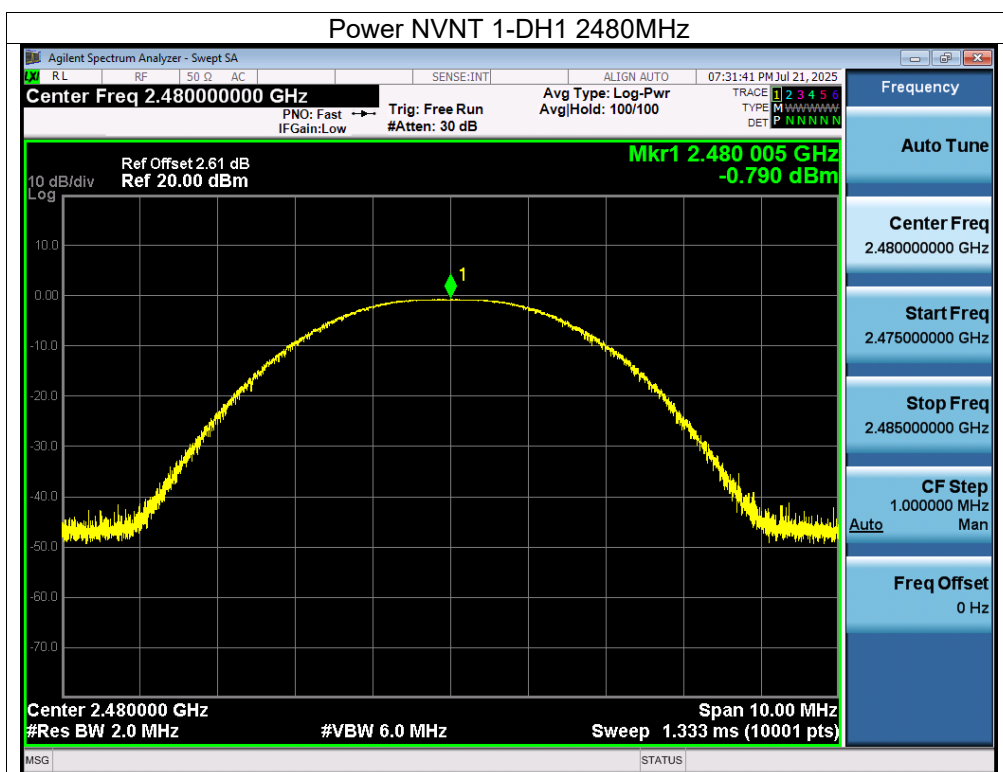 Power NVNT 1-DH1 2480MHz
Agilent Spectrum Analyzer - Swept SA
LXI RL RF 50 Ω AC SENSE:INT ALIGN AUTO 07:31:41 PM Jul 21, 2025
Center Freq 2.480000000 GHz
PNO: Fast
IFGain:Low
Trig: Free Run
#Atten: 30 dB
Avg Type: Log-Pwr
Avg|Hold: 100/100
TRACE 1 2 3 4 5 6
TYPE M WWWWW
DET P N N N N N
Mkr1 2.480 005 GHz
-0.790 dBm
Ref Offset 2.61 dB
10 dB/div Ref 20.00 dBm
Log
10.0
0.00
-10.0
-20.0
-30.0
-40.0
-50.0
-60.0
-70.0
1
Center 2.480000 GHz Span 10.00 MHz
#Res BW 2.0 MHz #VBW 6.0 MHz Sweep 1.333 ms (10001 pts)
MSG STATUS
Frequency
Auto Tune
Center Freq
2.480000000 GHz
Start Freq
2.475000000 GHz
Stop Freq
2.485000000 GHz
CF Step
1.000000 MHz
Auto Man
Freq Offset
0 Hz